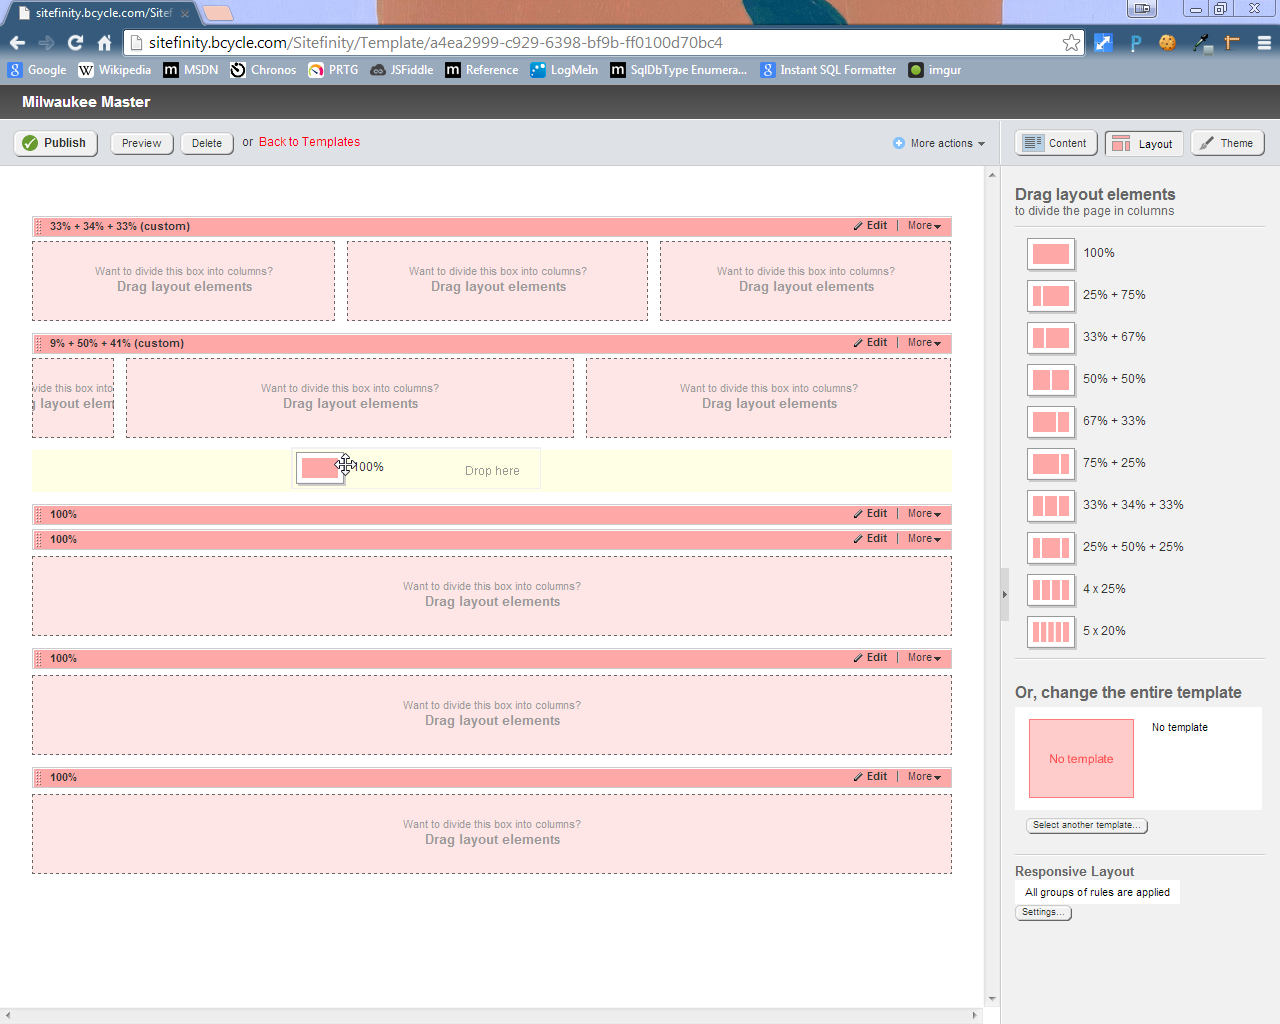 sitefinity.bcycle.com/Sitef
sitefinity.bcycle.com/Sitefinity/Template/a4ea2999-c929-6398-bf9b-ff0100d70bc4
Google Wikipedia MSDN Chronos PRTG JSFiddle Reference LogMeIn SqlDbType Enumera... Instant SQL Formatter imgur
Milwaukee Master
Publish Preview Delete or Back to Templates More actions Content Layout Theme
33% + 34% + 33% (custom) Edit | More
Want to divide this box into columns? Want to divide this box into columns? Want to divide this box into columns?
Drag layout elements Drag layout elements Drag layout elements
9% + 50% + 41% (custom) Edit | More
vide this box into Want to divide this box into columns? Want to divide this box into columns?
layout elem Drag layout elements Drag layout elements
100% Drop here
100% Edit | More
100% Edit | More
Want to divide this box into columns?
Drag layout elements
100% Edit | More
Want to divide this box into columns?
Drag layout elements
100% Edit | More
Want to divide this box into columns?
Drag layout elements
Drag layout elements
to divide the page in columns
100%
25% + 75%
33% + 67%
50% + 50%
67% + 33%
75% + 25%
33% + 34% + 33%
25% + 50% + 25%
4 x 25%
5 x 20%
Or, change the entire template
No template
No template
Select another template...
Responsive Layout
All groups of rules are applied
Settings...